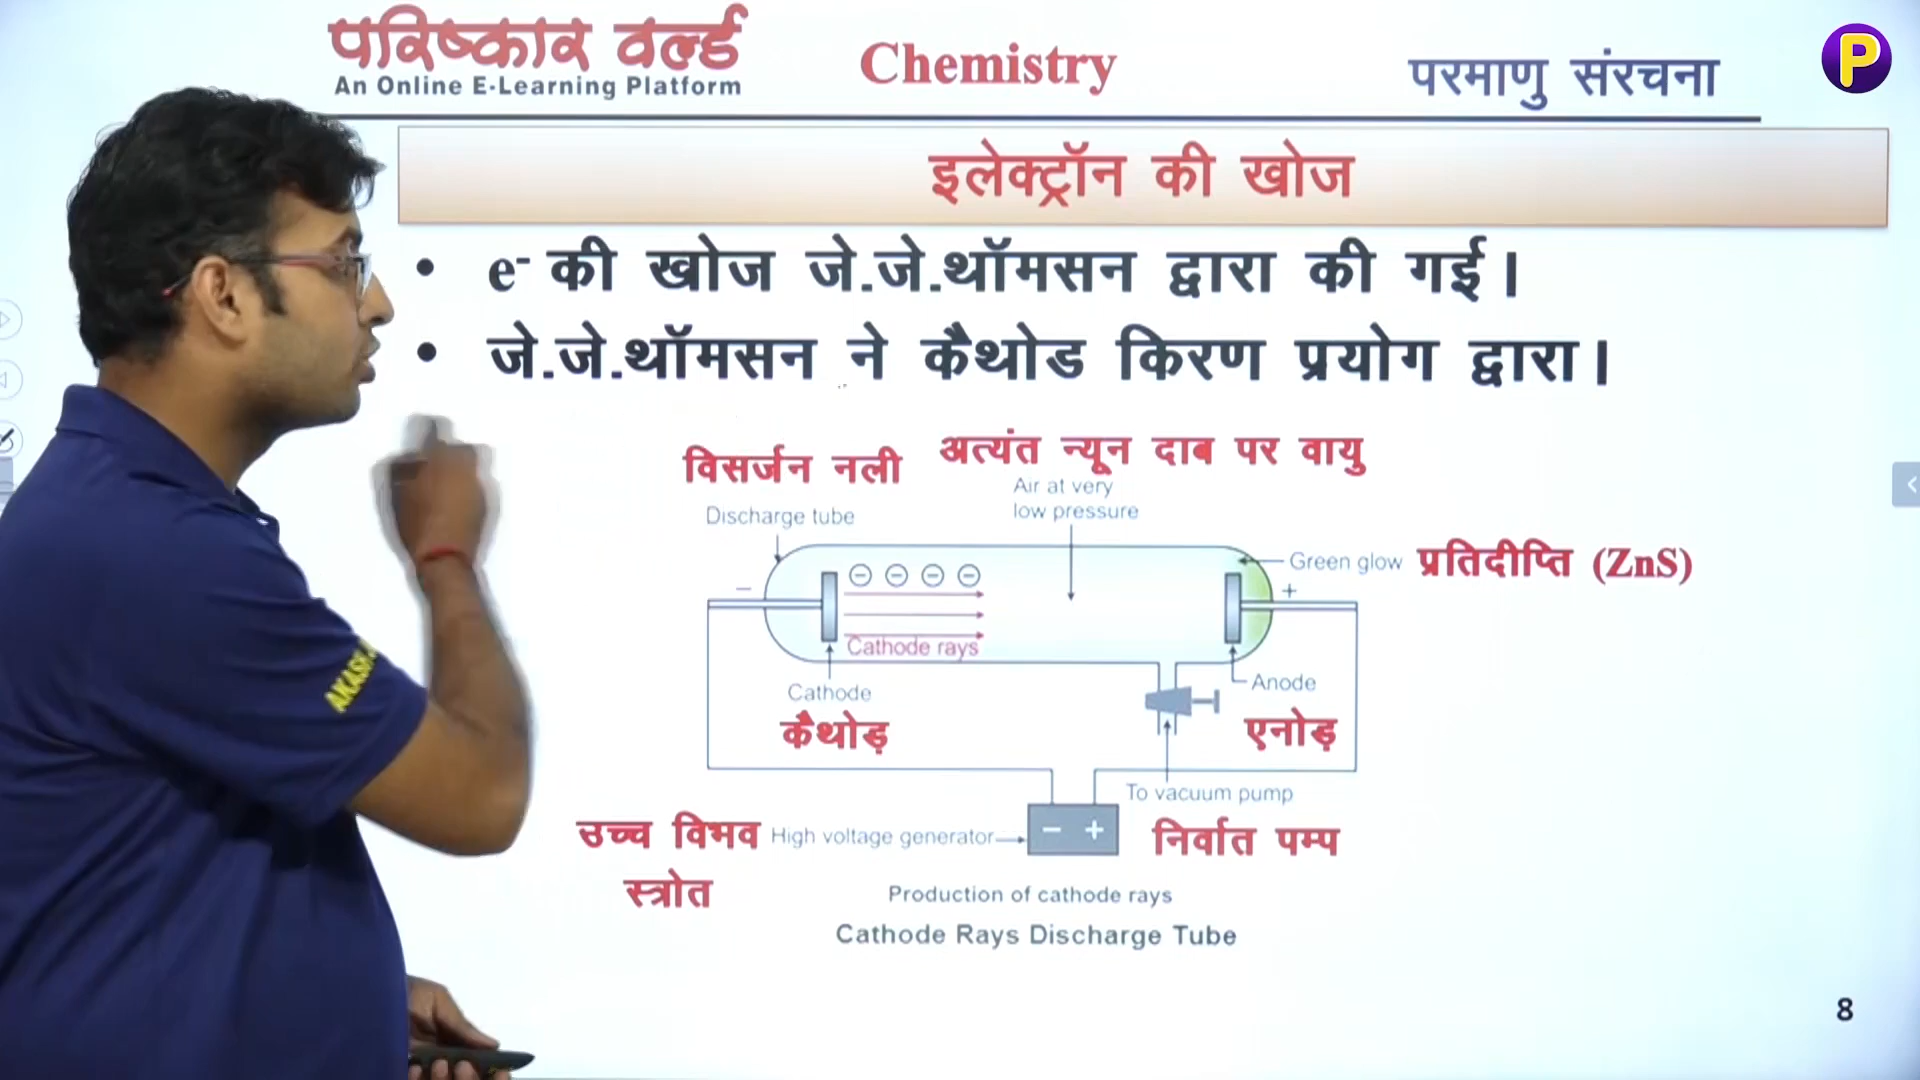 परिष्कार वर्ल्ड
An Online E-Learning Platform
Chemistry
परमाणु संरचना
P
इलेक्ट्रॉन की खोज
• e⁻ की खोज जे.जे.थॉमसन द्वारा की गई।
• जे.जे.थॉमसन ने कैथोड किरण प्रयोग द्वारा।
विसर्जन नली
अत्यंत न्यून दाब पर वायु
Discharge tube
Air at very
low pressure
Green glow प्रतिदीप्ति (ZnS)
− +
Cathode rays
Cathode
कैथोड़
Anode
एनोड़
To vacuum pump
निर्वात पम्प
उच्च विभव
स्त्रोत
High voltage generator
− +
Production of cathode rays
Cathode Rays Discharge Tube
8